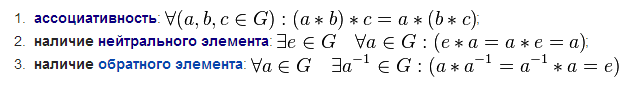 1. ассоциативность: ∀(a, b, c ∈ G) : (a * b) * c = a * (b * c);
2. наличие нейтрального элемента: ∃e ∈ G ∀a ∈ G : (e * a = a * e = a);
3. наличие обратного элемента: ∀a ∈ G ∃a⁻¹ ∈ G : (a * a⁻¹ = a⁻¹ * a = e)